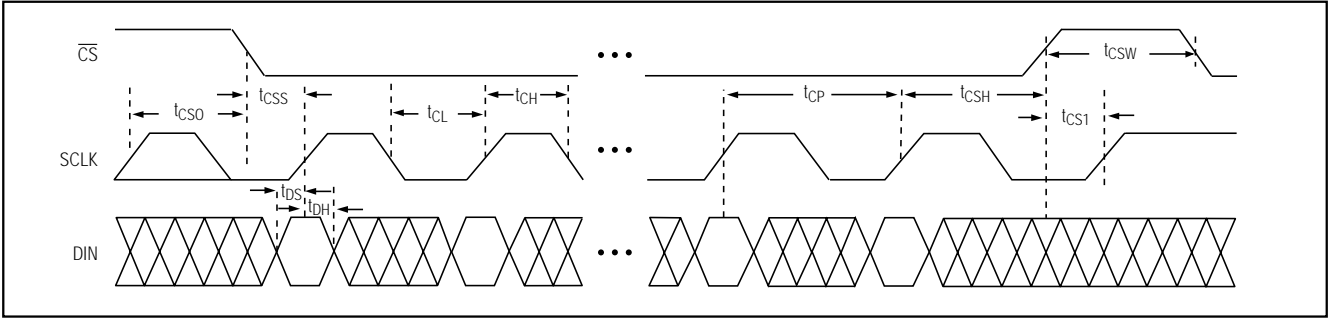 CS
tCSW
tCSS
tCH
tCP
tCSH
tCSO
tCL
tCS1
SCLK
tDS
tDH
DIN